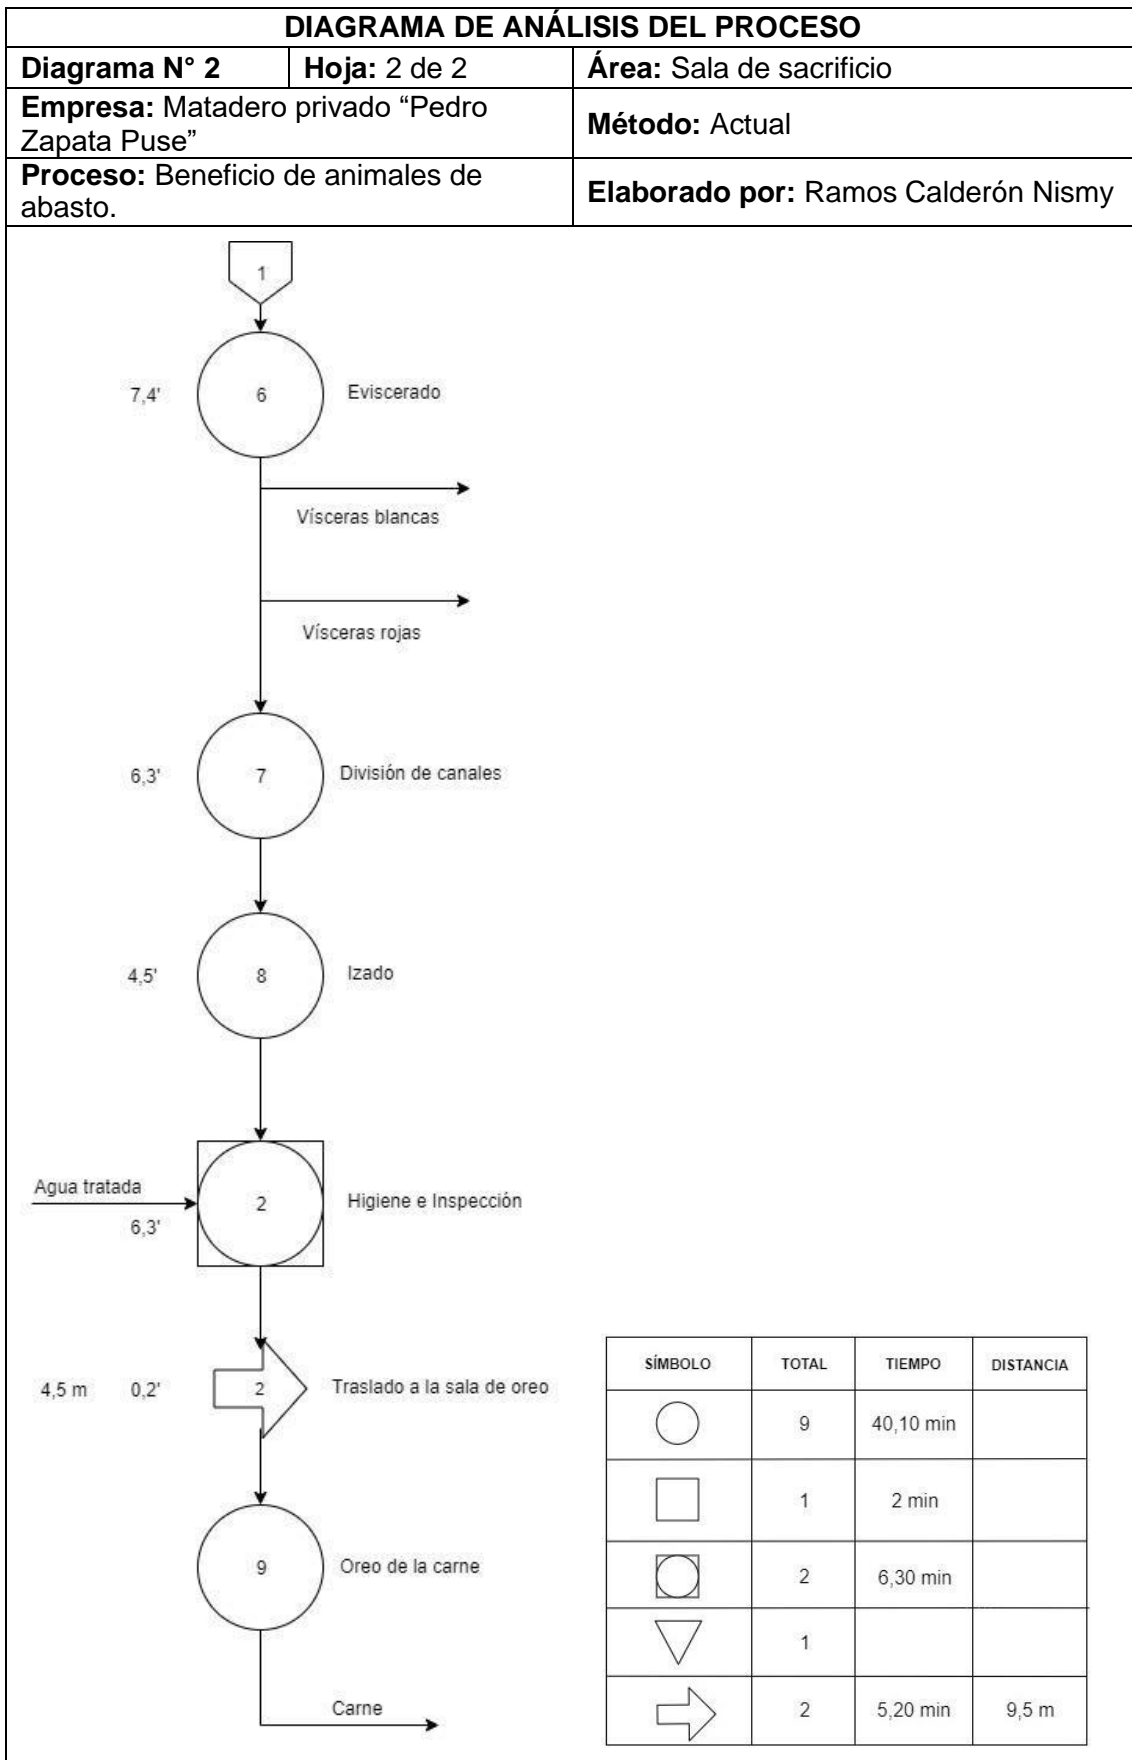 DIAGRAMA DE ANÁLISIS DEL PROCESO
Diagrama N° 2
Hoja: 2 de 2
Área: Sala de sacrificio
Empresa: Matadero privado “Pedro
Zapata Puse”
Método: Actual
Proceso: Beneficio de animales de
abasto.
Elaborado por: Ramos Calderón Nismy
1
7,4'
6
Eviscerado
Vísceras blancas
Vísceras rojas
6,3'
7
División de canales
4,5'
8
Izado
Agua tratada
6,3'
2
Higiene e Inspección
4,5 m
0,2'
2
Traslado a la sala de oreo
9
Oreo de la carne
Carne
SÍMBOLO TOTAL TIEMPO DISTANCIA
9 40,10 min
1 2 min
2 6,30 min
1
2 5,20 min 9,5 m